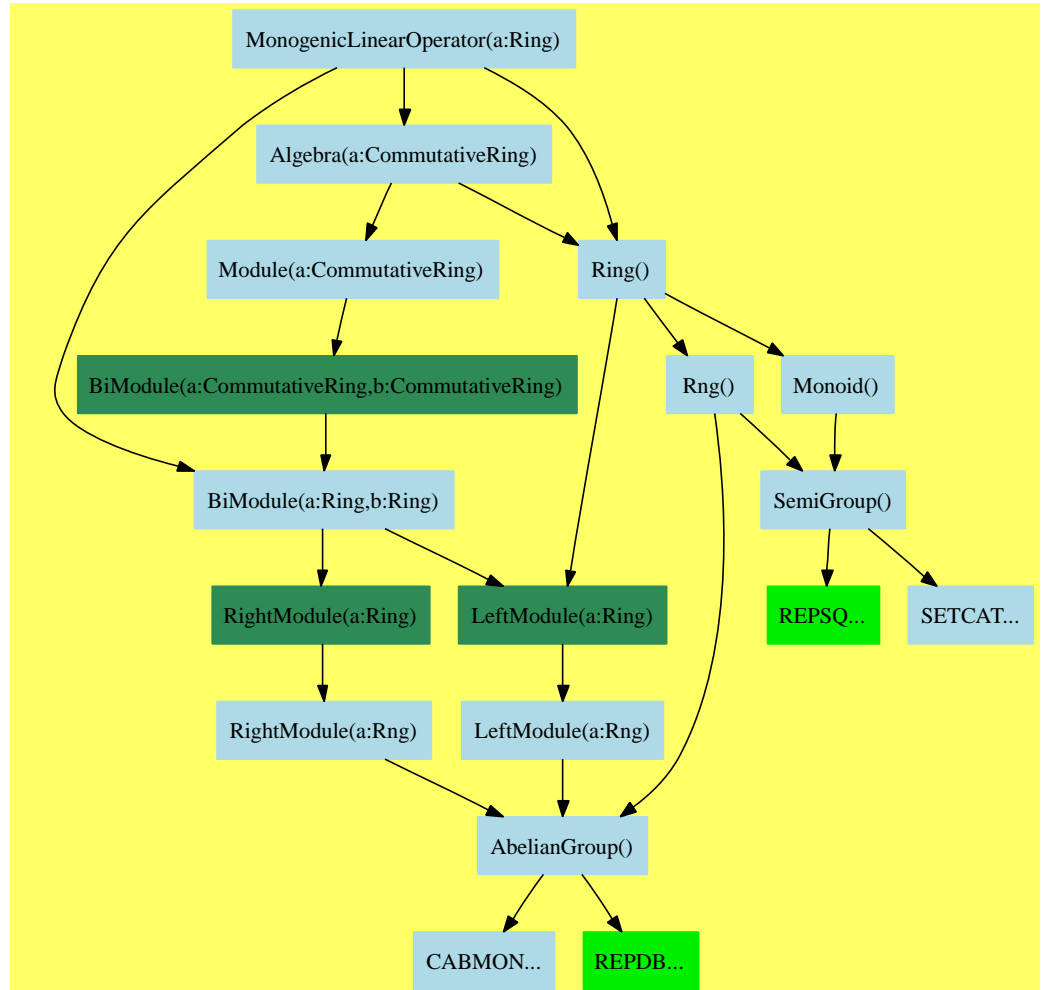 MonogenicLinearOperator(a:Ring)
Algebra(a:CommutativeRing)
Module(a:CommutativeRing)
Ring()
BiModule(a:CommutativeRing,b:CommutativeRing)
Rng()
Monoid()
BiModule(a:Ring,b:Ring)
SemiGroup()
RightModule(a:Ring)
LeftModule(a:Ring)
REPSQ...
SETCAT...
RightModule(a:Rng)
LeftModule(a:Rng)
AbelianGroup()
CABMON...
REPDB...